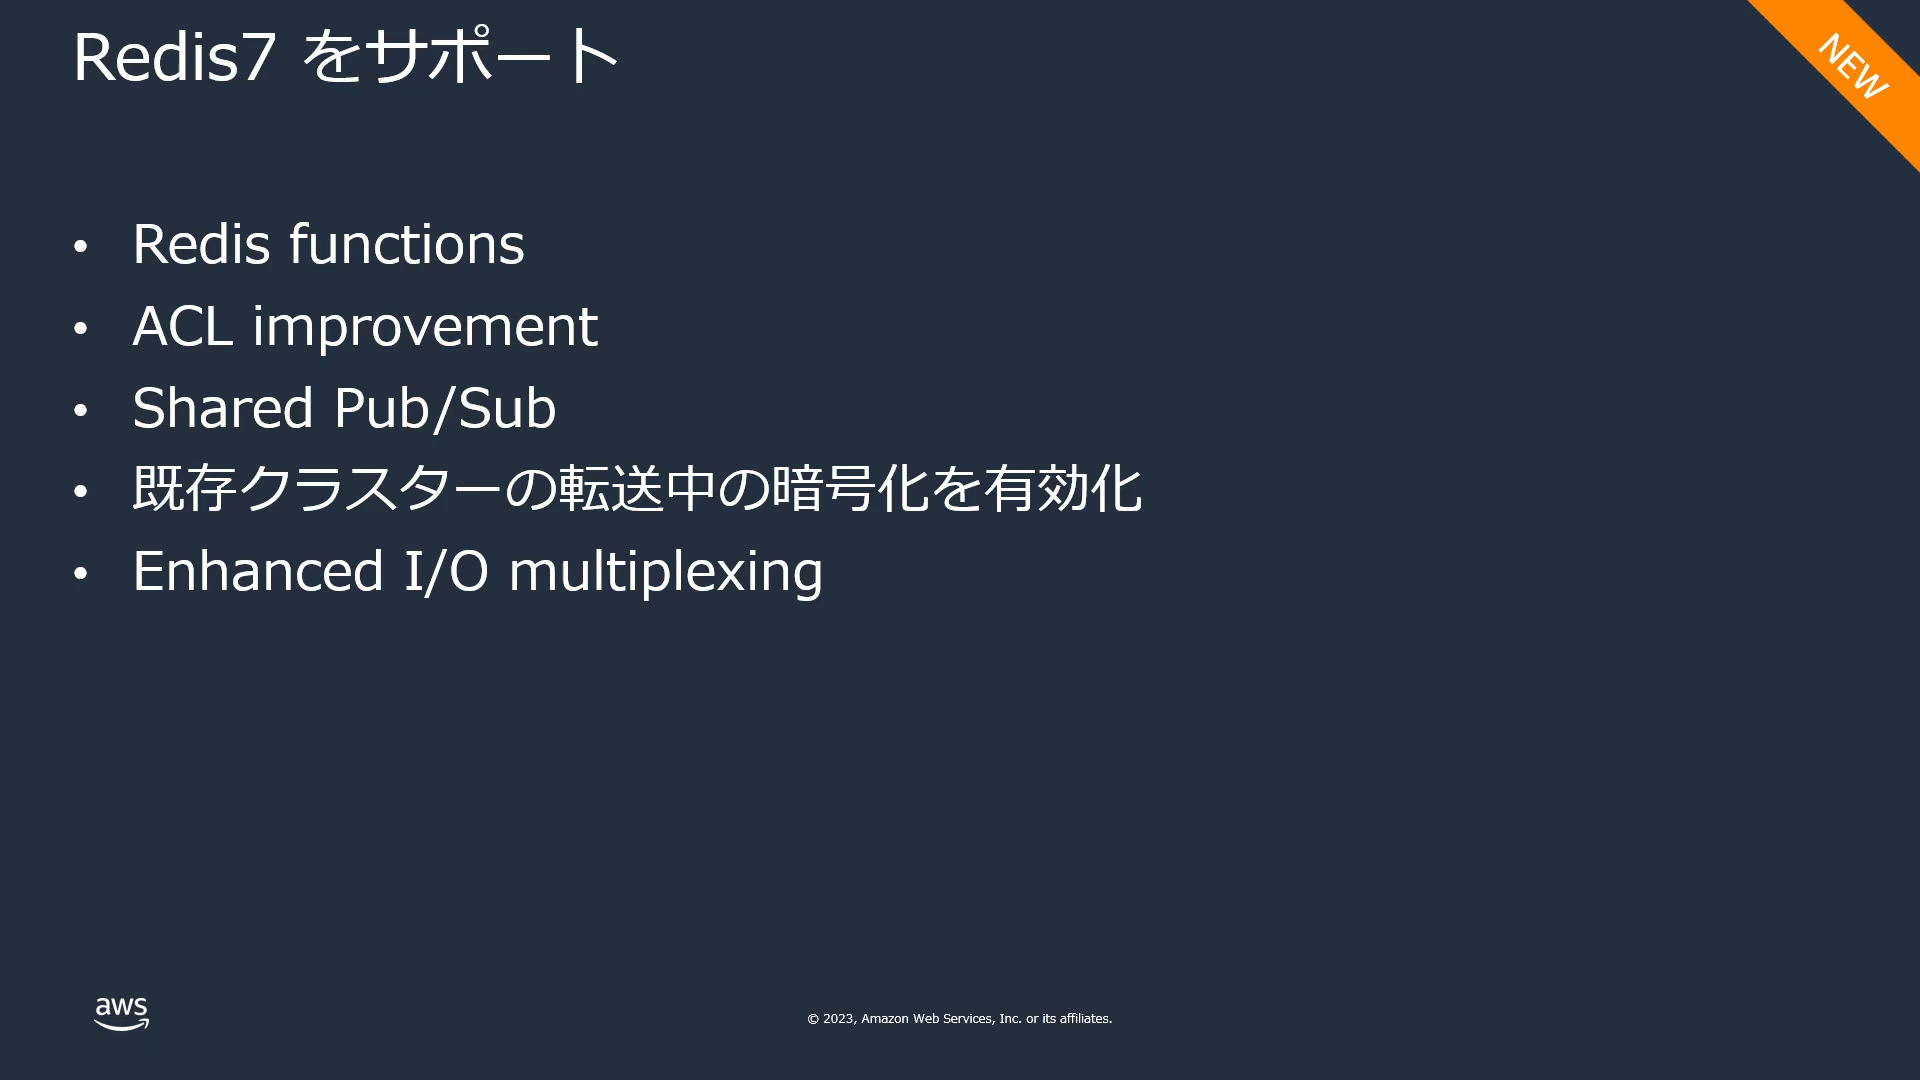 Redis7 をサポート
NEW
• Redis functions
• ACL improvement
• Shared Pub/Sub
• 既存クラスターの転送中の暗号化を有効化
• Enhanced I/O multiplexing
aws
© 2023, Amazon Web Services, Inc. or its affiliates.